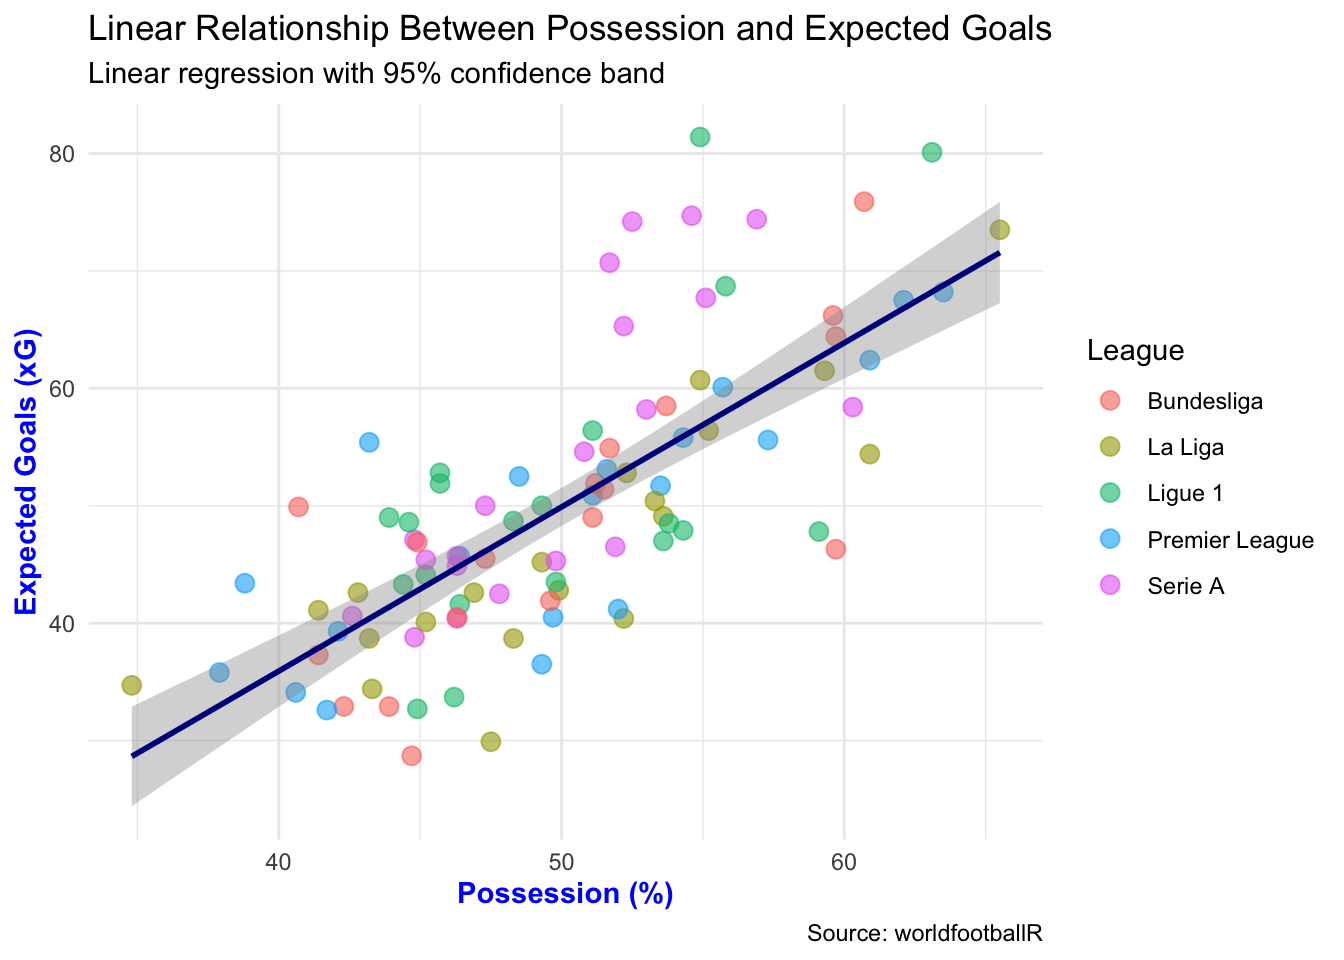 Linear Relationship Between Possession and Expected Goals
Linear regression with 95% confidence band
80
60
40
Expected Goals (xG)
40 50 60
Possession (%)
League
Bundesliga
La Liga
Ligue 1
Premier League
Serie A
Source: worldfootballR